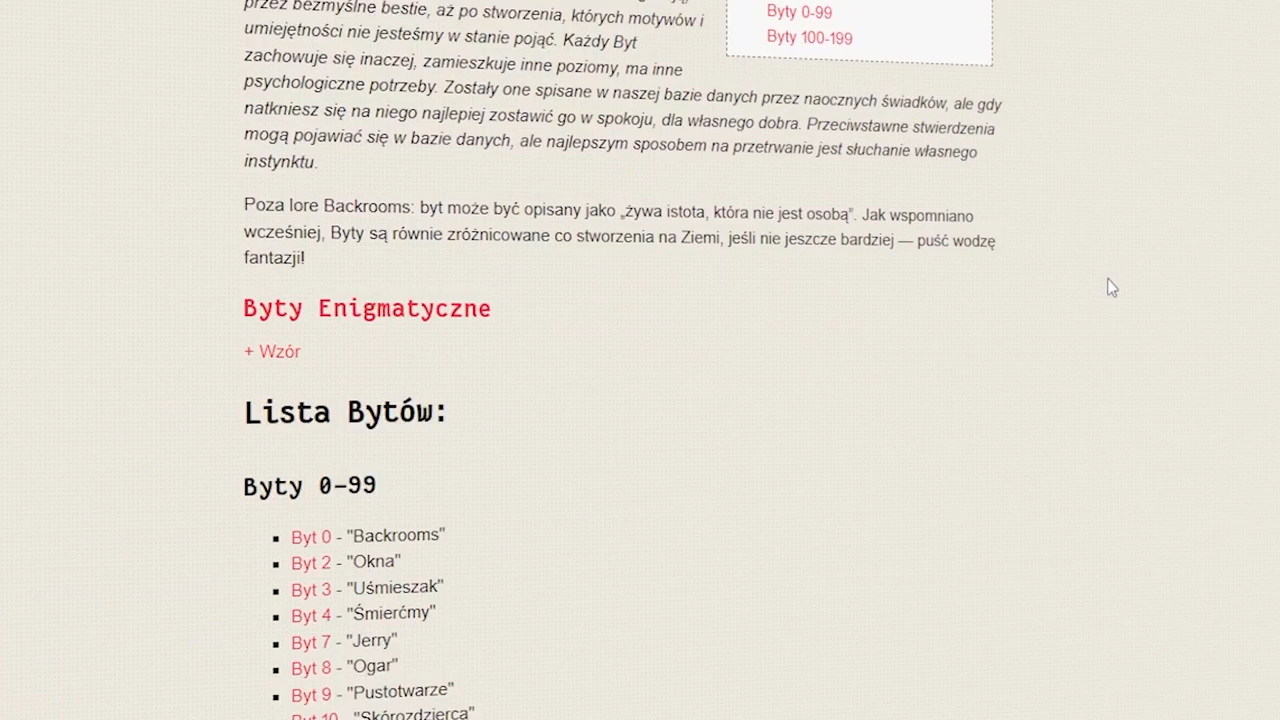 przez bezmyślne bestie, aż po stworzenia, których motywów i
umiejętności nie jesteśmy w stanie pojąć. Każdy Byt
zachowuje się inaczej, zamieszkuje inne poziomy, ma inne
psychologiczne potrzeby. Zostały one spisane w naszej bazie danych przez naocznych świadków, ale gdy
natkniesz się na niego najlepiej zostawić go w spokoju, dla własnego dobra. Przeciwstawne stwierdzenia
mogą pojawiać się w bazie danych, ale najlepszym sposobem na przetrwanie jest słuchanie własnego
instynktu.
Byty 0-99
Byty 100-199
Poza lore Backrooms: byt może być opisany jako „żywa istota, która nie jest osobą”. Jak wspomniano
wcześniej, Byty są równie zróżnicowane co stworzenia na Ziemi, jeśli nie jeszcze bardziej — puść wodzę
fantazji!
Byty Enigmatyczne
+ Wzór
Lista Bytów:
Byty 0-99
Byt 0 - "Backrooms"
Byt 2 - "Okna"
Byt 3 - "Uśmieszak"
Byt 4 - "Śmierćmy"
Byt 7 - "Jerry"
Byt 8 - "Ogar"
Byt 9 - "Pustotwarze"
Byt 10 - "Skórozdzierca"